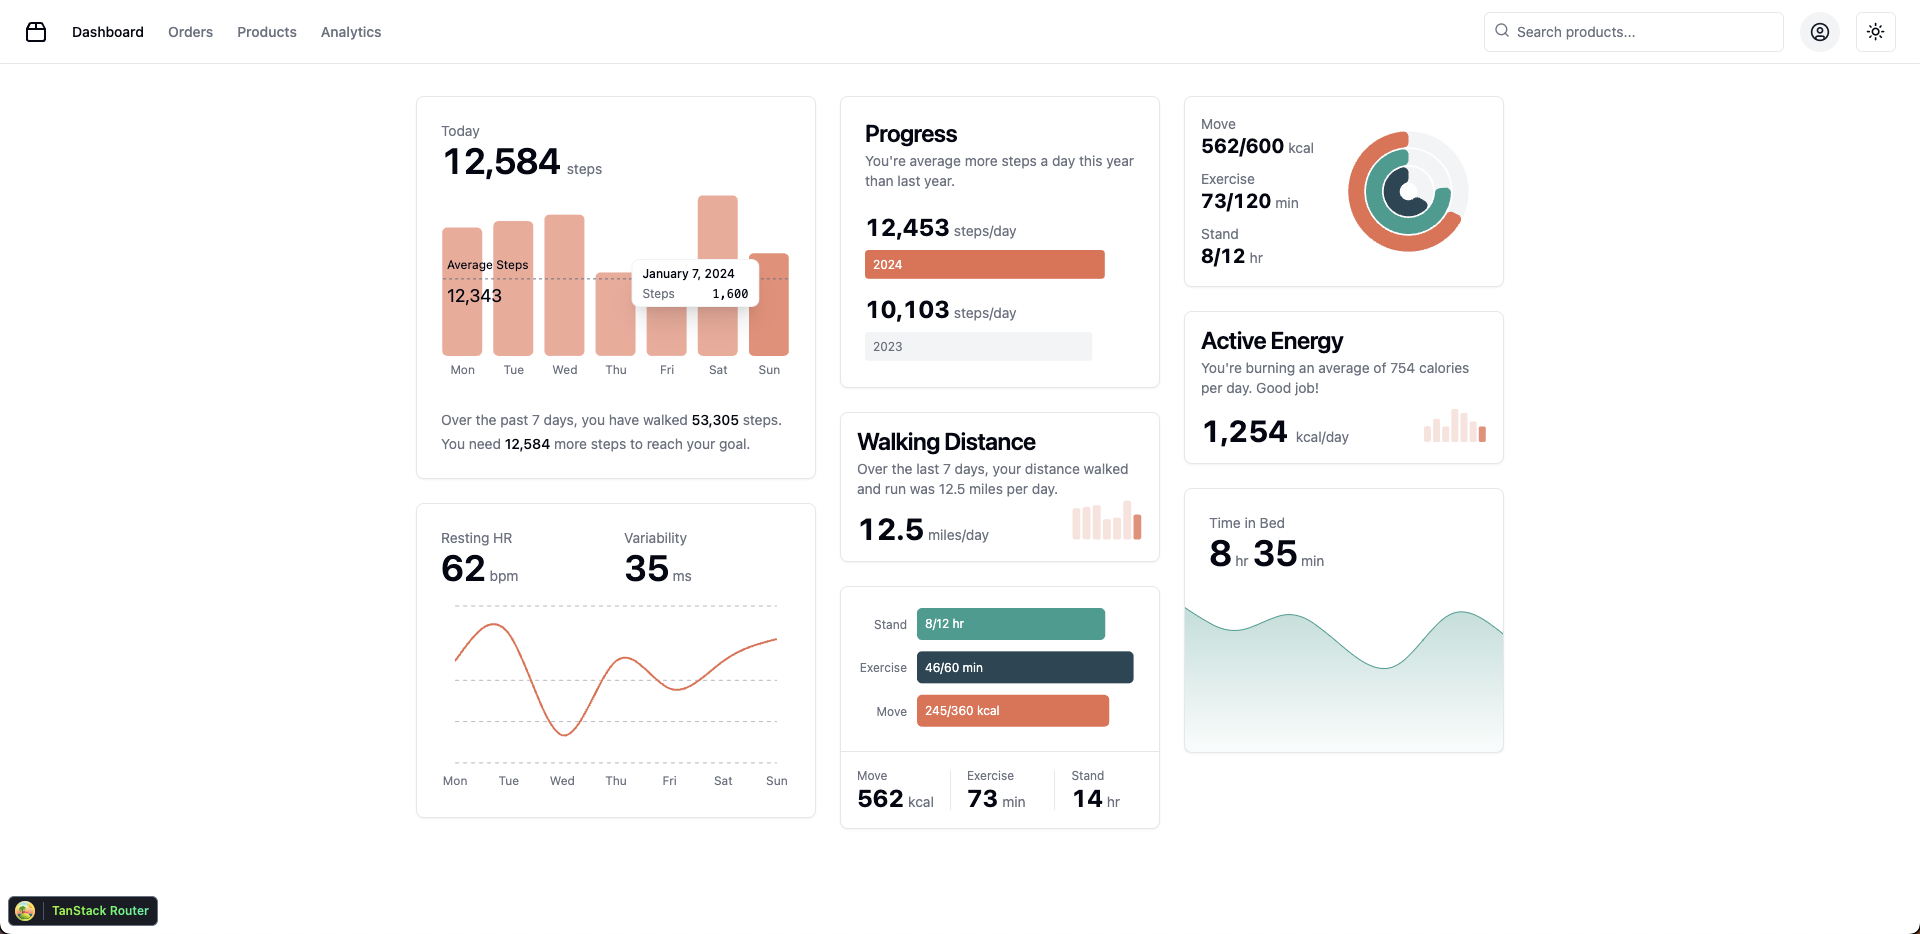 Dashboard
Orders
Products
Analytics
Search products...
Today
12,584 steps
Average Steps
12,343
January 7, 2024
Steps 1,600
Mon Tue Wed Thu Fri Sat Sun
Over the past 7 days, you have walked 53,305 steps.
You need 12,584 more steps to reach your goal.
Resting HR
62 bpm
Variability
35 ms
Mon Tue Wed Thu Fri Sat Sun
Progress
You're average more steps a day this year
than last year.
12,453 steps/day
2024
10,103 steps/day
2023
Walking Distance
Over the last 7 days, your distance walked
and run was 12.5 miles per day.
12.5 miles/day
Stand 8/12 hr
Exercise 46/60 min
Move 245/360 kcal
Move
562 kcal
Exercise
73 min
Stand
14 hr
Move
562/600 kcal
Exercise
73/120 min
Stand
8/12 hr
Active Energy
You're burning an average of 754 calories
per day. Good job!
1,254 kcal/day
Time in Bed
8 hr 35 min
TanStack Router